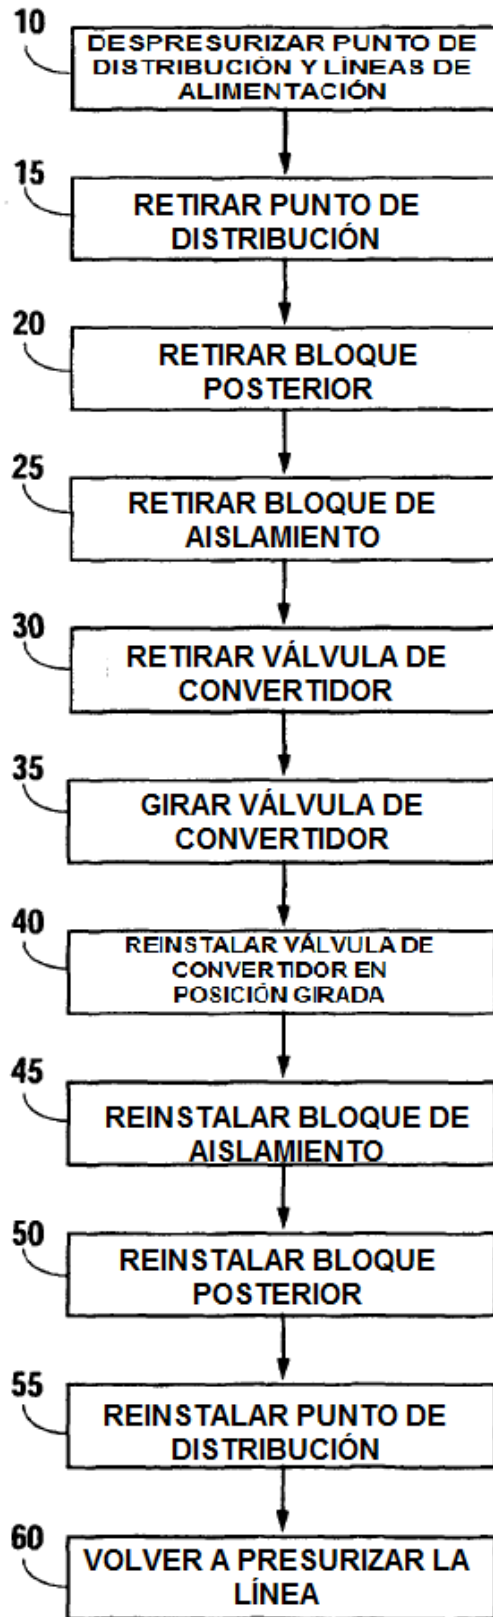 10
DESPRESURIZAR PUNTO DE
DISTRIBUCIÓN Y LÍNEAS DE
ALIMENTACIÓN
15
RETIRAR PUNTO DE
DISTRIBUCIÓN
20
RETIRAR BLOQUE
POSTERIOR
25
RETIRAR BLOQUE DE
AISLAMIENTO
30
RETIRAR VÁLVULA DE
CONVERTIDOR
35
GIRAR VÁLVULA DE
CONVERTIDOR
40
REINSTALAR VÁLVULA DE
CONVERTIDOR EN
POSICIÓN GIRADA
45
REINSTALAR BLOQUE DE
AISLAMIENTO
50
REINSTALAR BLOQUE
POSTERIOR
55
REINSTALAR PUNTO DE
DISTRIBUCIÓN
60
VOLVER A PRESURIZAR LA
LÍNEA